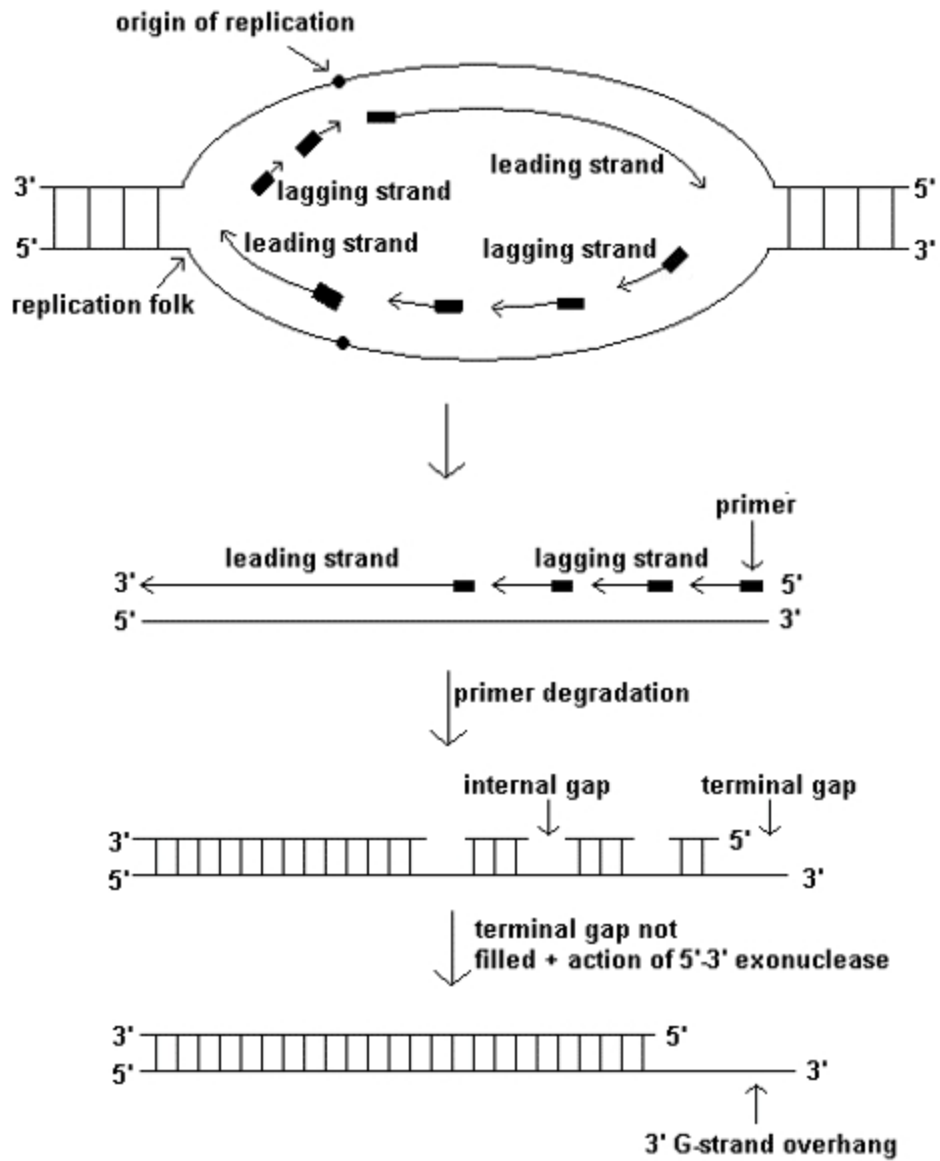 origin of replication
leading strand
3'
5'
lagging strand
5'
leading strand
lagging strand
3'
replication folk
primer
leading strand
lagging strand
3'
5'
5'
3'
primer degradation
internal gap
terminal gap
3'
5'
5'
3'
terminal gap not
filled + action of 5'-3' exonuclease
3'
5'
5'
3'
3' G-strand overhang